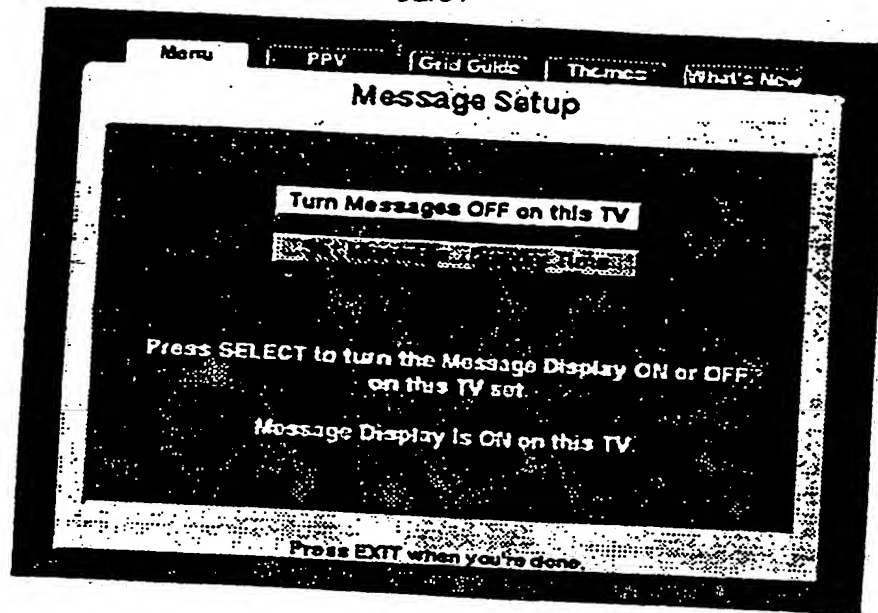 Menu PPV Grid Guide Themes What's New
Message Setup
Turn Messages OFF on this TV
Press SELECT to turn the Message Display ON or OFF
on this TV set.
Message Display is ON on this TV.
Press EXIT when you're done.